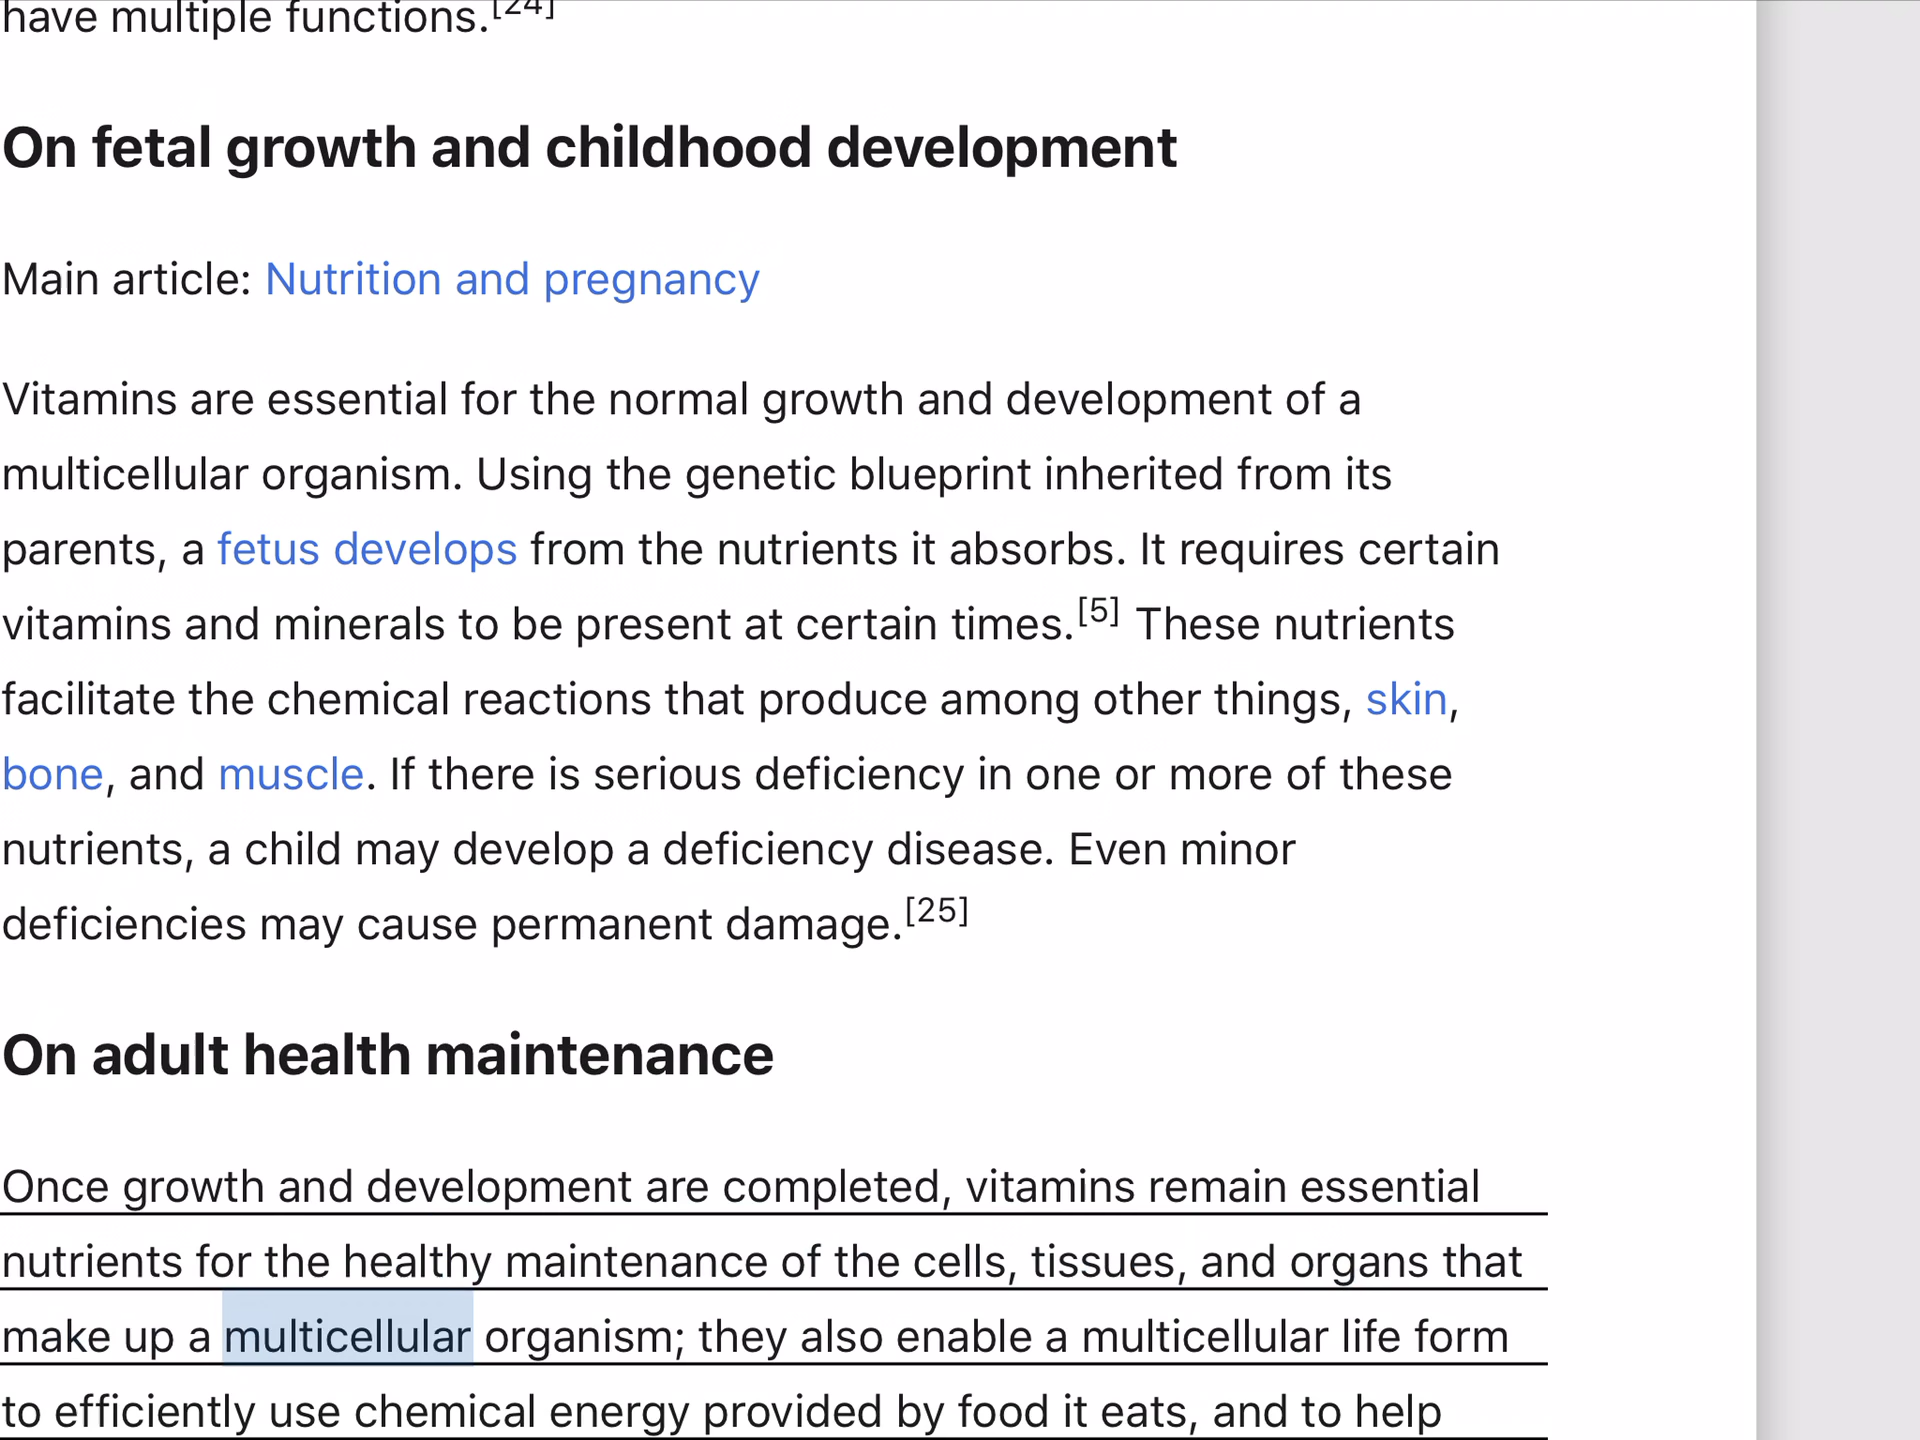 have multiple functions.[24]
On fetal growth and childhood development
Main article: Nutrition and pregnancy
Vitamins are essential for the normal growth and development of a
multicellular organism. Using the genetic blueprint inherited from its
parents, a fetus develops from the nutrients it absorbs. It requires certain
vitamins and minerals to be present at certain times.[5] These nutrients
facilitate the chemical reactions that produce among other things, skin,
bone, and muscle. If there is serious deficiency in one or more of these
nutrients, a child may develop a deficiency disease. Even minor
deficiencies may cause permanent damage.[25]
On adult health maintenance
Once growth and development are completed, vitamins remain essential
nutrients for the healthy maintenance of the cells, tissues, and organs that
make up a multicellular organism; they also enable a multicellular life form
to efficiently use chemical energy provided by food it eats, and to help